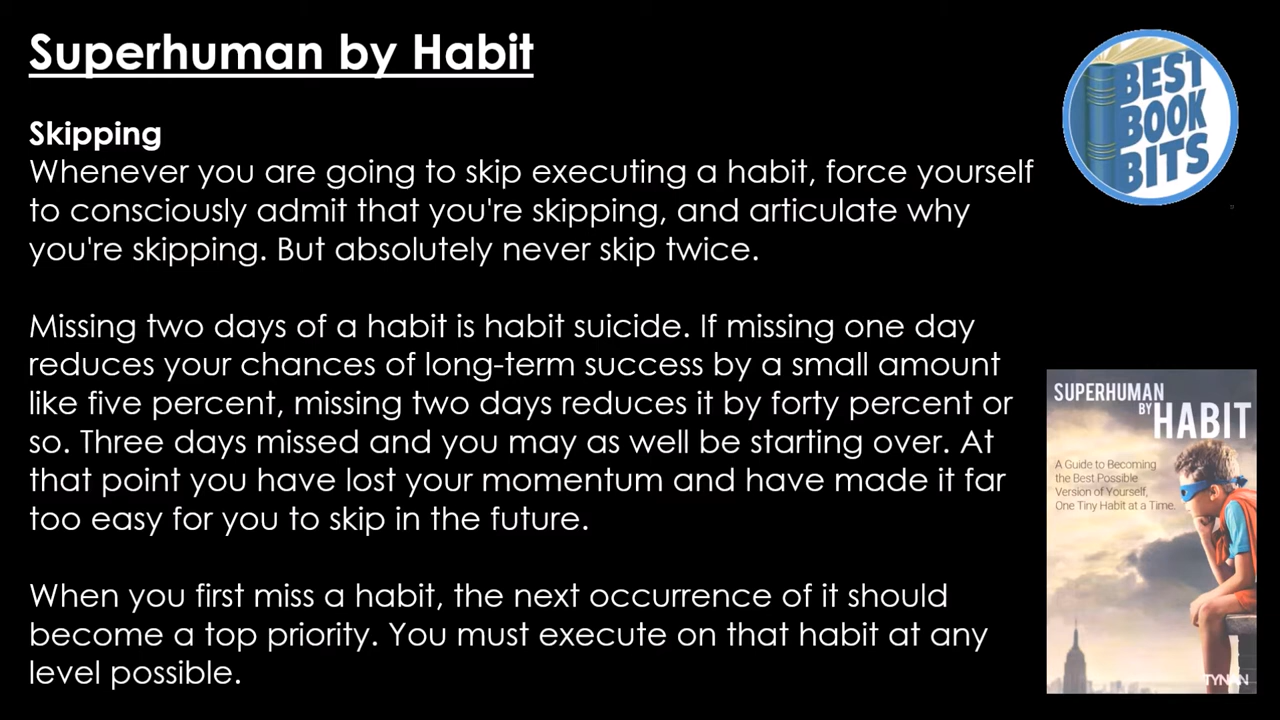 Superhuman by Habit
BEST
BOOK
BITS
Skipping
Whenever you are going to skip executing a habit, force yourself
to consciously admit that you're skipping, and articulate why
you're skipping. But absolutely never skip twice.
Missing two days of a habit is habit suicide. If missing one day
reduces your chances of long-term success by a small amount
like five percent, missing two days reduces it by forty percent or
so. Three days missed and you may as well be starting over. At
that point you have lost your momentum and have made it far
too easy for you to skip in the future.
When you first miss a habit, the next occurrence of it should
become a top priority. You must execute on that habit at any
level possible.
SUPERHUMAN
BY
HABIT
A Guide to Becoming
the Best Possible
Version of Yourself,
One Tiny Habit at a Time.
TYNAN